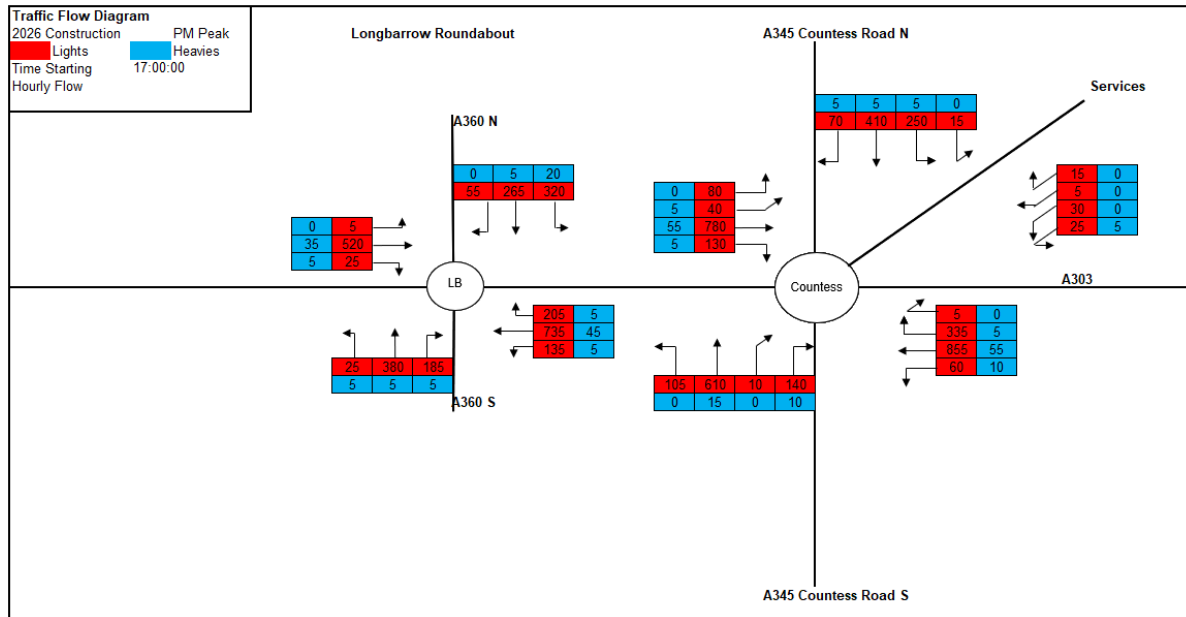 Traffic Flow Diagram
2026 Construction PM Peak
Lights Heavies
Time Starting 17:00:00
Hourly Flow
Longbarrow Roundabout
A345 Countess Road N
Services
A360 N
0 5 20
55 265 320
0 5
35 520
5 25
LB
205 5
735 45
135 5
25 380 185
5 5 5
A360 S
5 5 5 0
70 410 250 15
0 80
5 40
55 780
5 130
15 0
5 0
30 0
25 5
Countess
A303
5 0
335 5
855 55
60 10
105 610 10 140
0 15 0 10
A345 Countess Road S